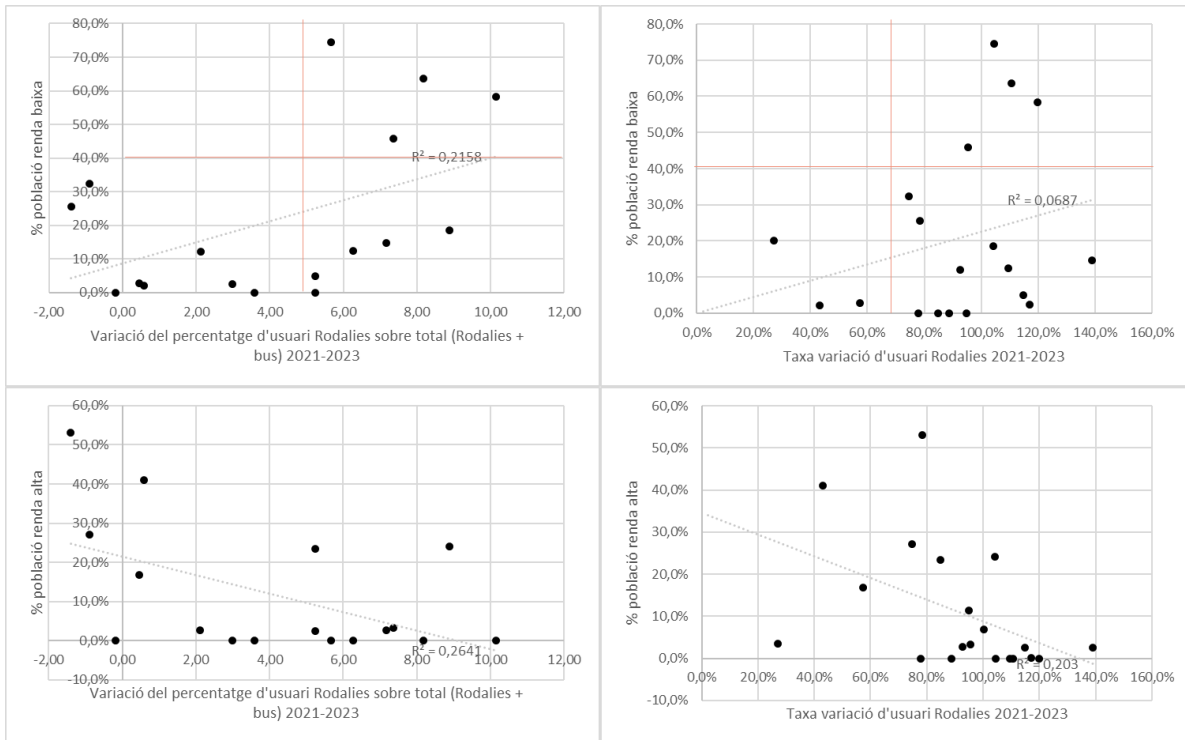 80,0%
70,0%
60,0%
50,0%
40,0%
30,0%
20,0%
10,0%
0,0%
% població renda baixa
R² = 0,2158
-2,00 0,00 2,00 4,00 6,00 8,00 10,00 12,00
Variació del percentatge d'usuari Rodalies sobre total (Rodalies +
bus) 2021-2023
80,0%
70,0%
60,0%
50,0%
40,0%
30,0%
20,0%
10,0%
0,0%
% població renda baixa
R² = 0,0687
0,0% 20,0% 40,0% 60,0% 80,0% 100,0% 120,0% 140,0% 160,0%
Taxa variació d'usuari Rodalies 2021-2023
60,0%
50,0%
40,0%
30,0%
20,0%
10,0%
0,0%
-10,0%
% població renda alta
R² = 0,2641
-2,00 0,00 2,00 4,00 6,00 8,00 10,00 12,00
Variació del percentatge d'usuari Rodalies sobre total (Rodalies +
bus) 2021-2023
60,0%
50,0%
40,0%
30,0%
20,0%
10,0%
0,0%
-10,0%
% població renda alta
R² = 0,203
0,0% 20,0% 40,0% 60,0% 80,0% 100,0% 120,0% 140,0% 160,0%
Taxa variació d'usuari Rodalies 2021-2023